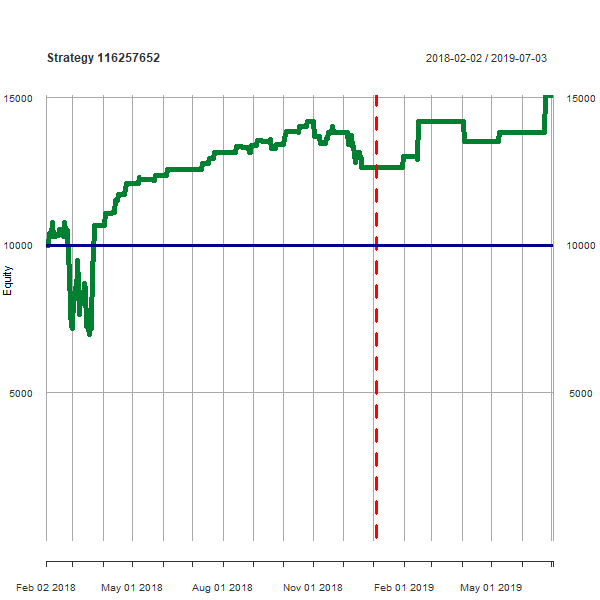 Strategy 116257652
2018-02-02 / 2019-07-03
15000 15000
10000 10000
Equity
5000 5000
Feb 02 2018 May 01 2018 Aug 01 2018 Nov 01 2018 Feb 01 2019 May 01 2019